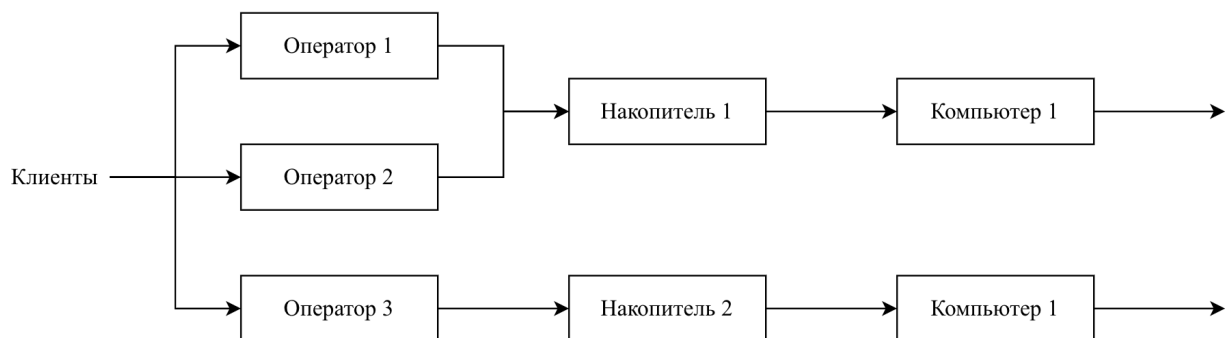 Оператор 1
Накопитель 1
Компьютер 1
Клиенты
Оператор 2
Оператор 3
Накопитель 2
Компьютер 1